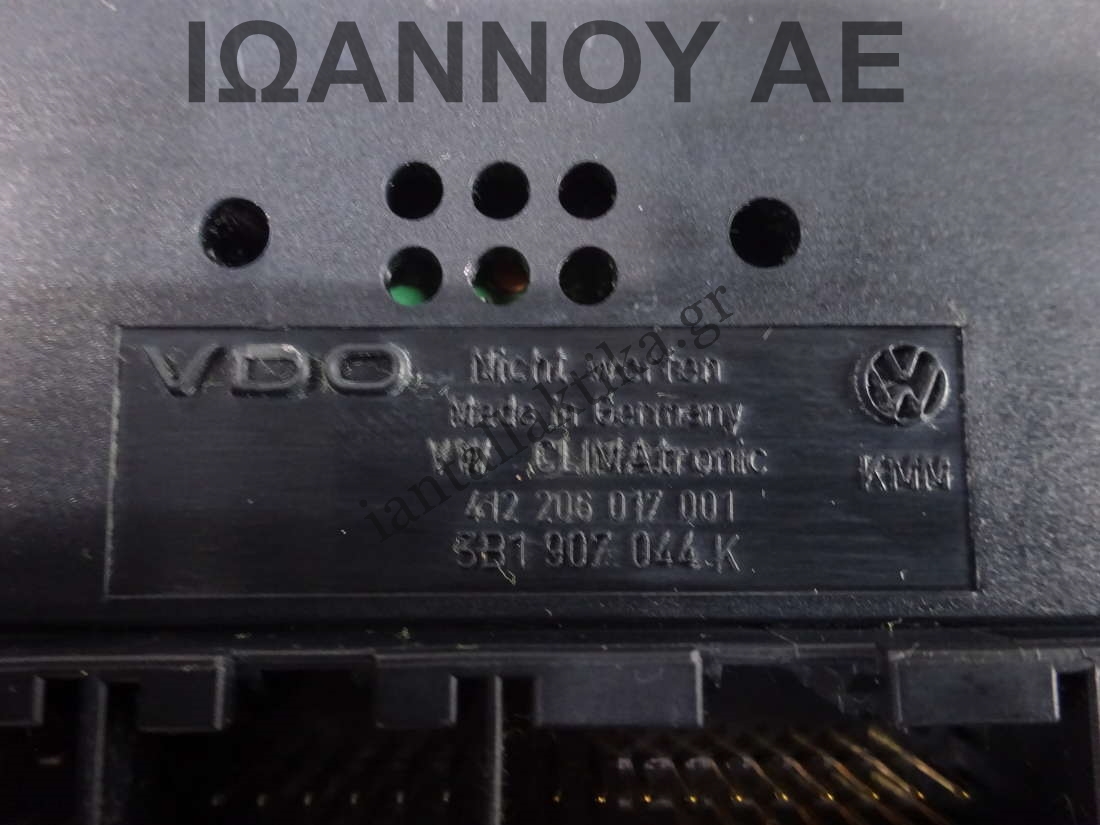 ΙΩΑΝΝΟΥ ΑΕ
VDO
Nicht werfen
Made in Germany
VW CLIMAtronic
412 206 017 001
3B1 907 044 K
KMM
iantallaktika.gr